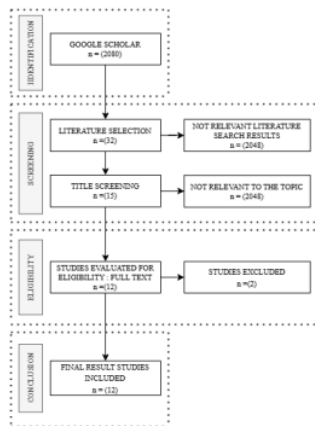 IDENTIFICATION
GOOGLE SCHOLAR
n = (2080)
SCREENING
LITERATURE SELECTION
n =(32)
NOT RELEVANT LITERATURE
SEARCH RESULTS
n = (2048)
TITLE SCREENING
n =(15)
NOT RELEVANT TO THE TOPIC
n = (2048)
ELIGIBILITY
STUDIES EVALUATED FOR
ELIGIBILITY : FULL TEXT
n =(12)
STUDIES EXCLUDED
n =(2)
CONCLUSION
FINAL RESULT STUDIES
INCLUDED
n = (12)